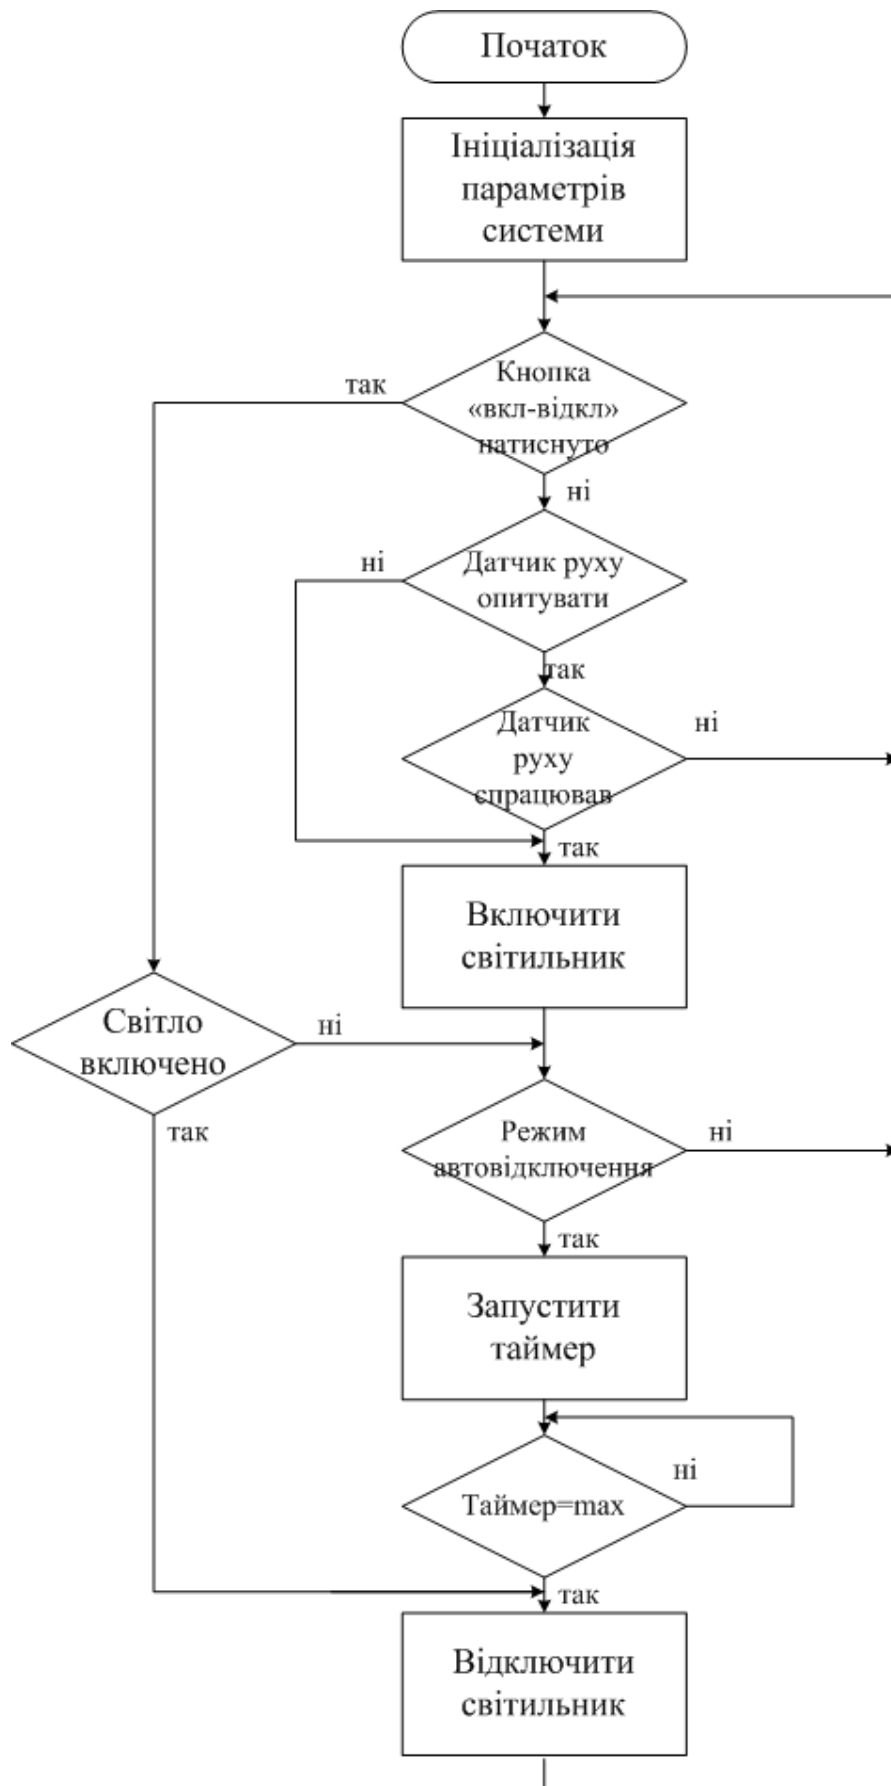 Початок
Ініціалізація
параметрів
системи
так
Кнопка
«вкл-відкл»
натиснуто
ні
ні
Датчик руху
опитувати
так
Датчик
руху
спрацював
ні
так
Включити
світильник
Світло
включено
ні
так
Режим
автовідключення
ні
так
Запустити
таймер
Таймер=max
ні
так
Відключити
світильник